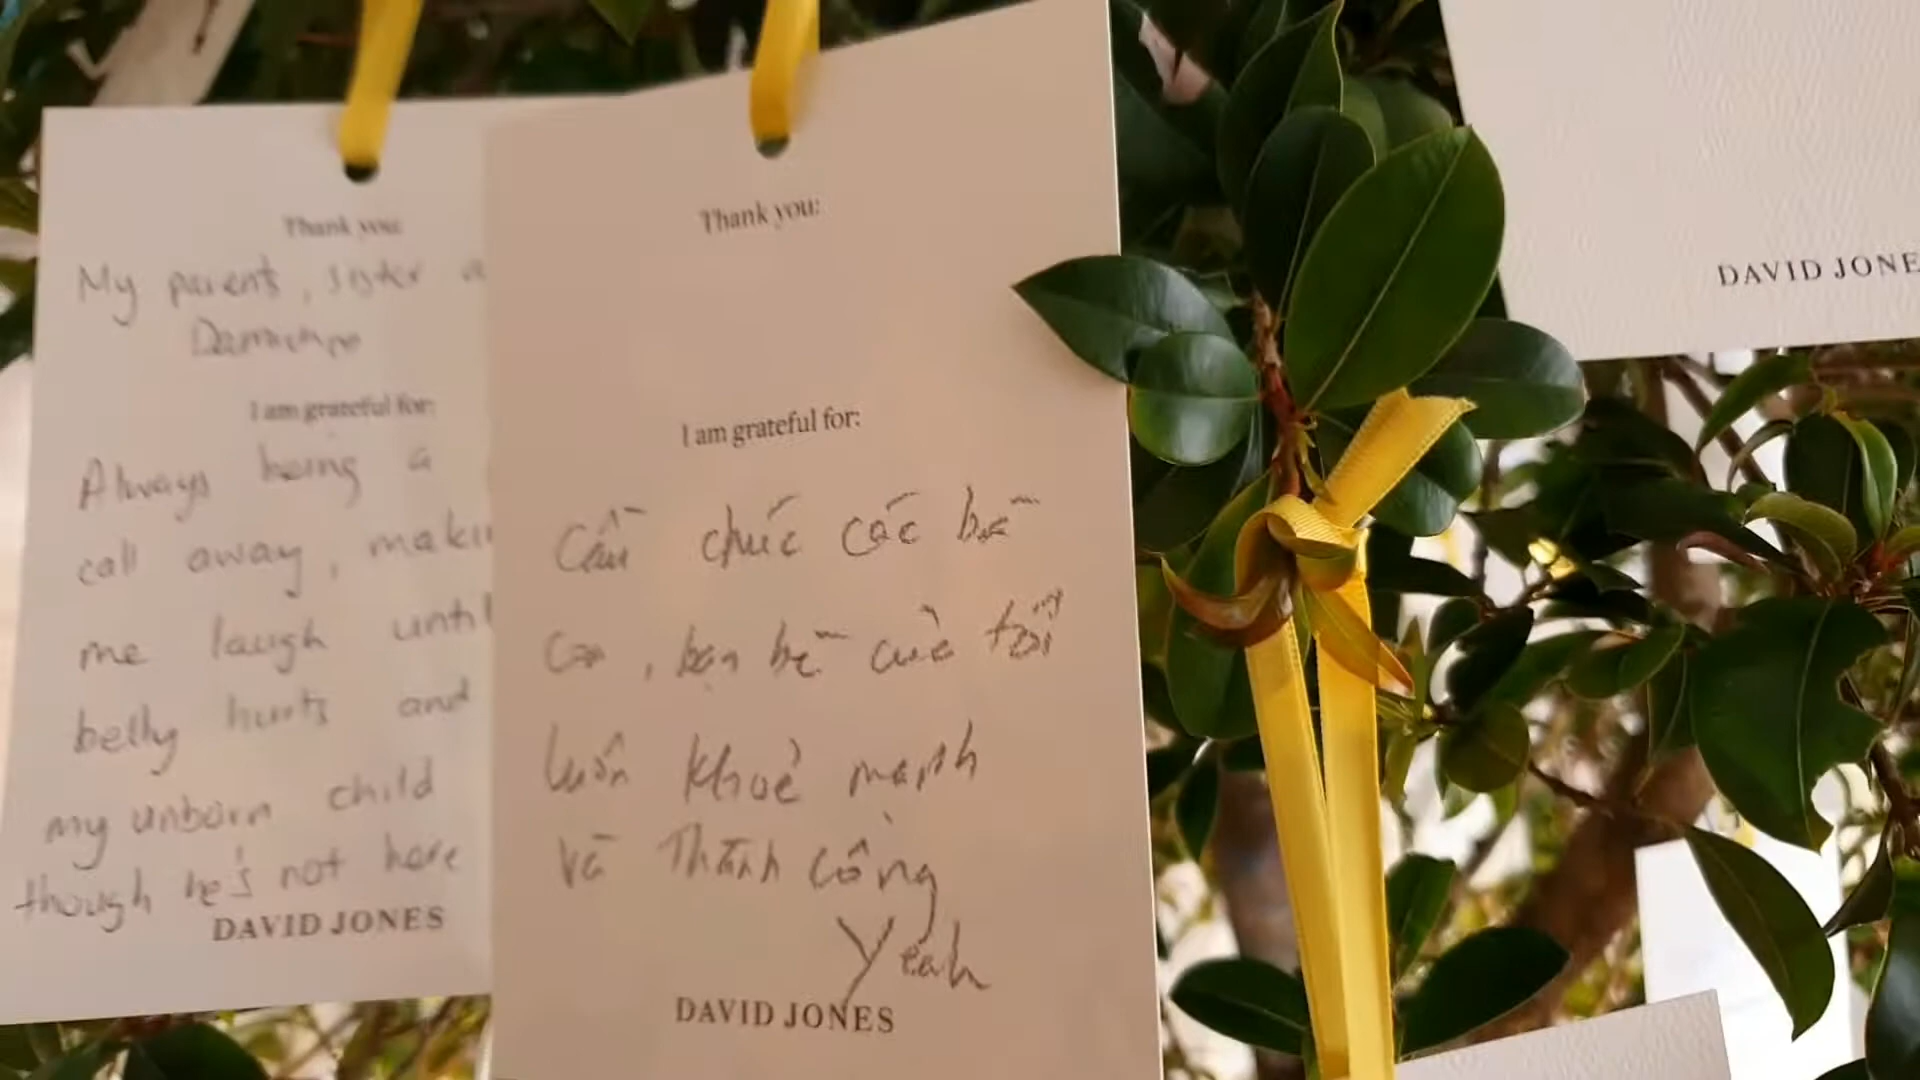 Thank you:
My parents, sister
I am grateful for:
Always being a
call away, makin
me laugh until
belly hurts and
my unborn child
though he's not here
DAVID JONES
Thank you:
I am grateful for:
Cầu chúc các
con, bạn bè của tôi
luôn khoẻ mạnh
và Thành công
Yeah
DAVID JONES
DAVID JONE